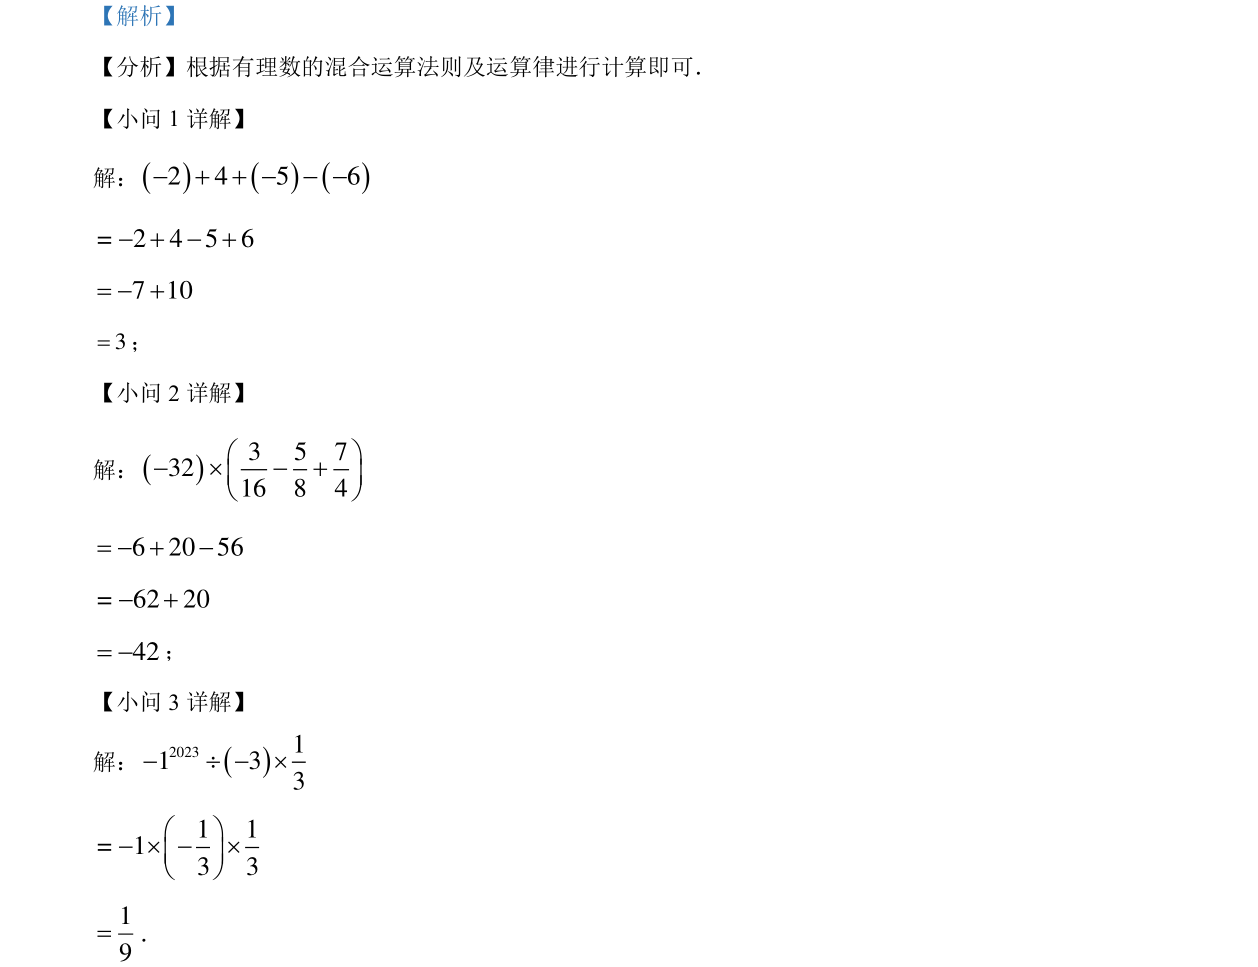 【解析】
【分析】根据有理数的混合运算法则及运算律进行计算即可．
【小问 1 详解】
解：(−2)+4+(−5)−(−6)
=−2+4−5+6
=−7+10
=3；
【小问 2 详解】
解：(−32)×(3/16−5/8+7/4)
=−6+20−56
=−62+20
=−42；
【小问 3 详解】
解：−1^2023÷(−3)×1/3
=−1×(−1/3)×1/3
=1/9．